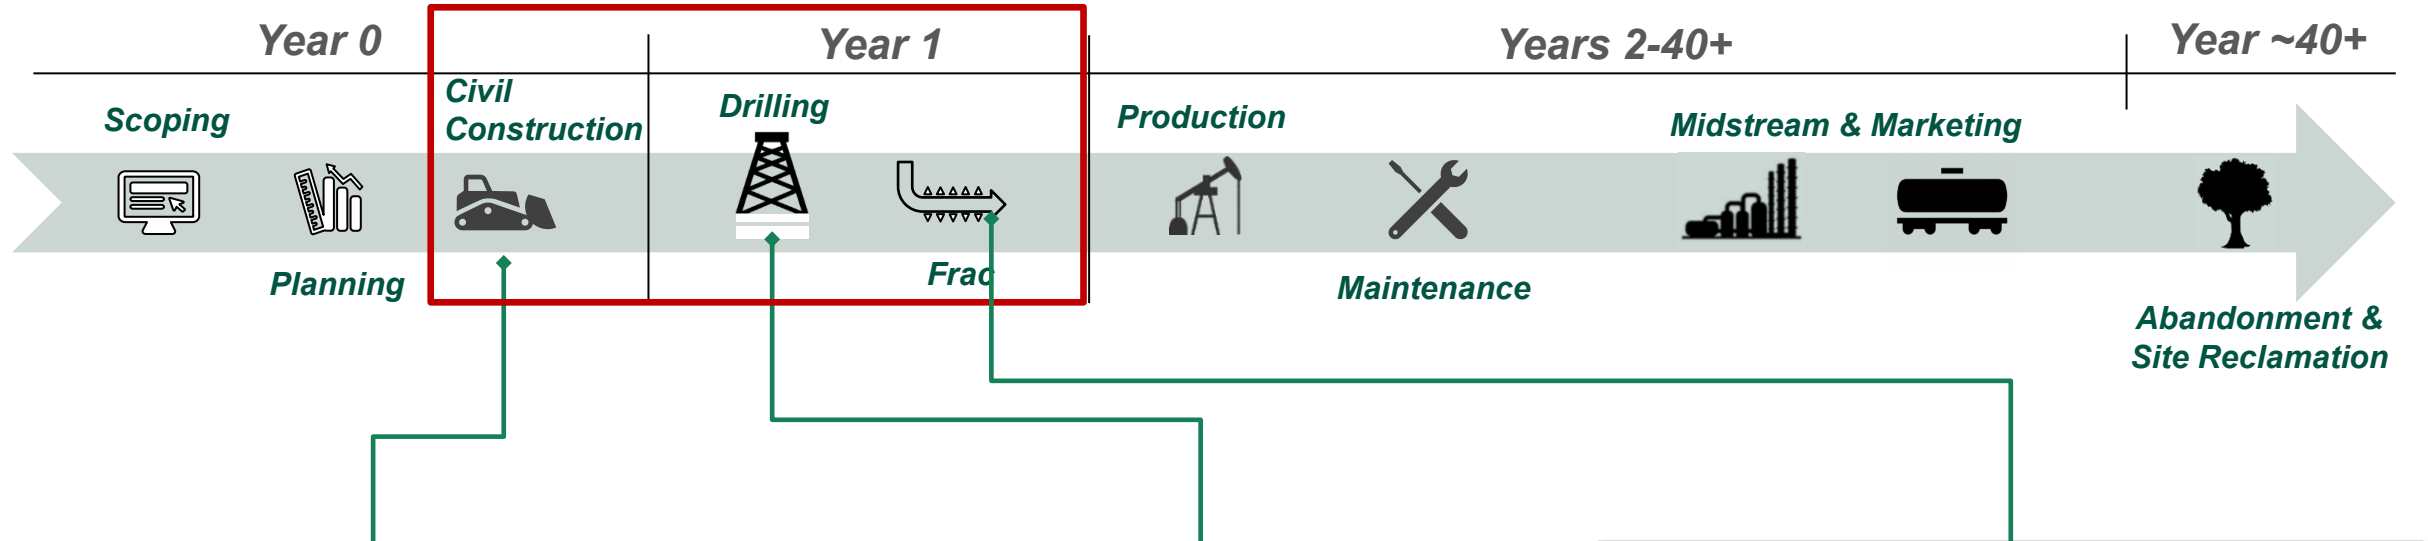 Year 0
Year 1
Years 2-40+
Year ~40+
Scoping
Planning
Civil
Construction
Drilling
Frac
Production
Maintenance
Midstream & Marketing
Abandonment &
Site Reclamation